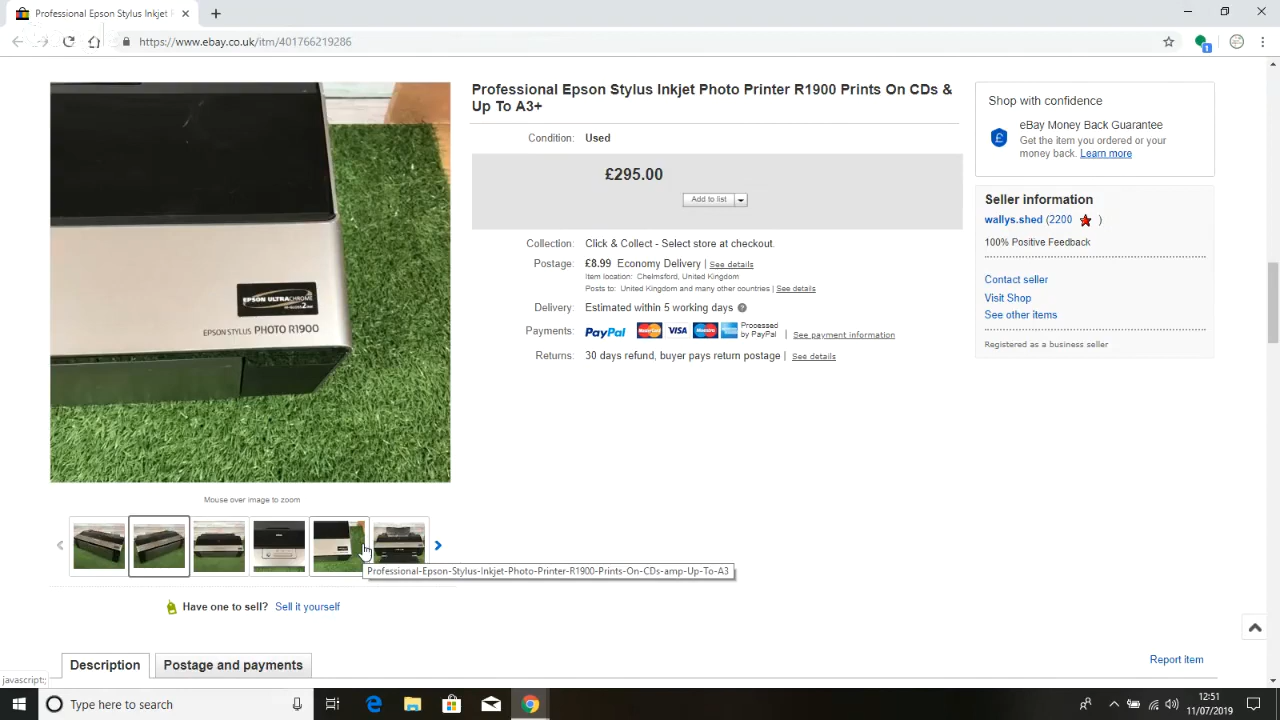 Professional Epson Stylus Inkjet
https://www.ebay.co.uk/itm/401766219286
1
Professional Epson Stylus Inkjet Photo Printer R1900 Prints On CDs &
Up To A3+
Condition: Used
£295.00
Add to list
Collection: Click & Collect - Select store at checkout.
Postage: £8.99 Economy Delivery | See details
Item location: Chelmsford, United Kingdom
Posts to: United Kingdom and many other countries | See details
Delivery: Estimated within 5 working days ?
Payments: PayPal MasterCard VISA Maestro Processed by PayPal | See payment information
Returns: 30 days refund, buyer pays return postage | See details
Shop with confidence
£
eBay Money Back Guarantee
Get the item you ordered or your
money back. Learn more
Seller information
wallys.shed (2200 )
100% Positive Feedback
Contact seller
Visit Shop
See other items
Registered as a business seller
EPSON ULTRACHROME
EPSON STYLUS PHOTO R1900
Mouse over image to zoom
Professional-Epson-Stylus-Inkjet-Photo-Printer-R1900-Prints-On-CDs-amp-Up-To-A3
Have one to sell? Sell it yourself
Description
Postage and payments
Report item
javascript:;
Type here to search
12:51
11/07/2019